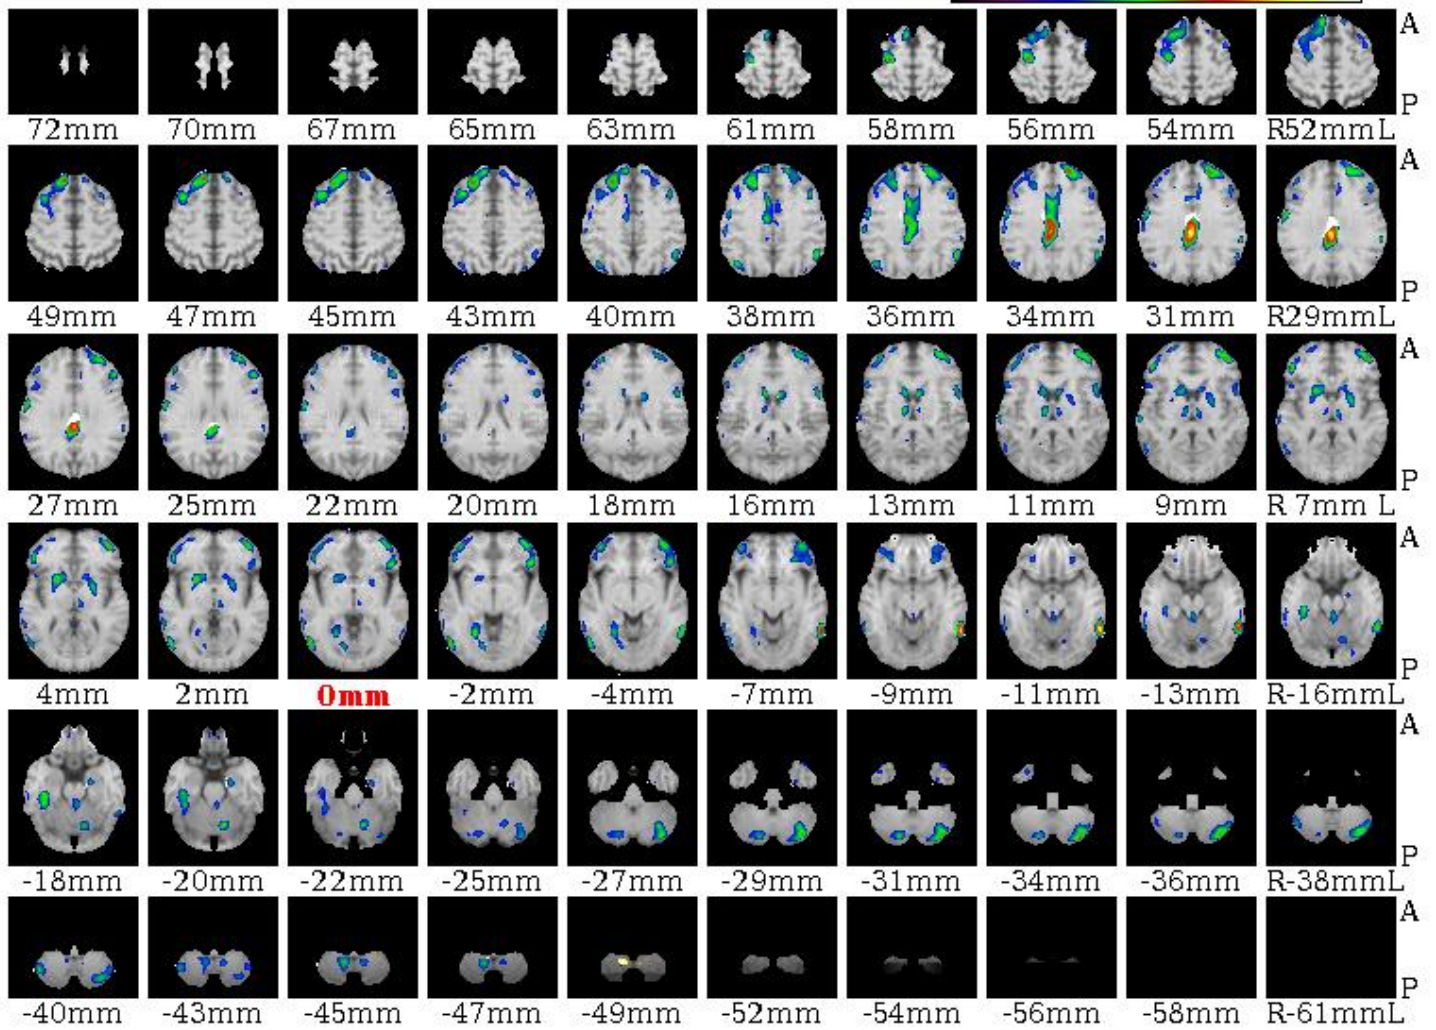 A
P
72mm 70mm 67mm 65mm 63mm 61mm 58mm 56mm 54mm R52mmL
A
P
49mm 47mm 45mm 43mm 40mm 38mm 36mm 34mm 31mm R29mmL
A
P
27mm 25mm 22mm 20mm 18mm 16mm 13mm 11mm 9mm R 7mm L
A
P
4mm 2mm 0mm -2mm -4mm -7mm -9mm -11mm -13mm R-16mmL
A
P
-18mm -20mm -22mm -25mm -27mm -29mm -31mm -34mm -36mm R-38mmL
A
P
-40mm -43mm -45mm -47mm -49mm -52mm -54mm -56mm -58mm R-61mmL